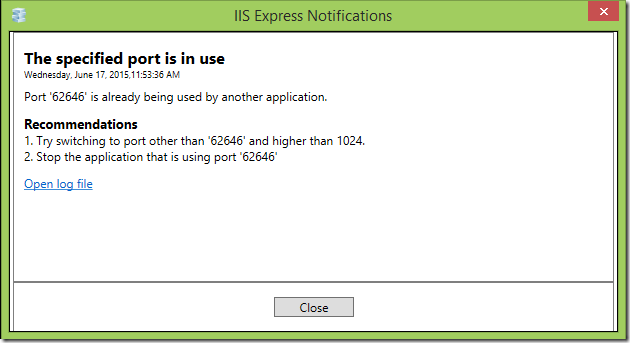 IIS Express Notifications
The specified port is in use
Wednesday, June 17, 2015,11:53:36 AM
Port '62646' is already being used by another application.
Recommendations
1. Try switching to port other than '62646' and higher than 1024.
2. Stop the application that is using port '62646'
Open log file
Close